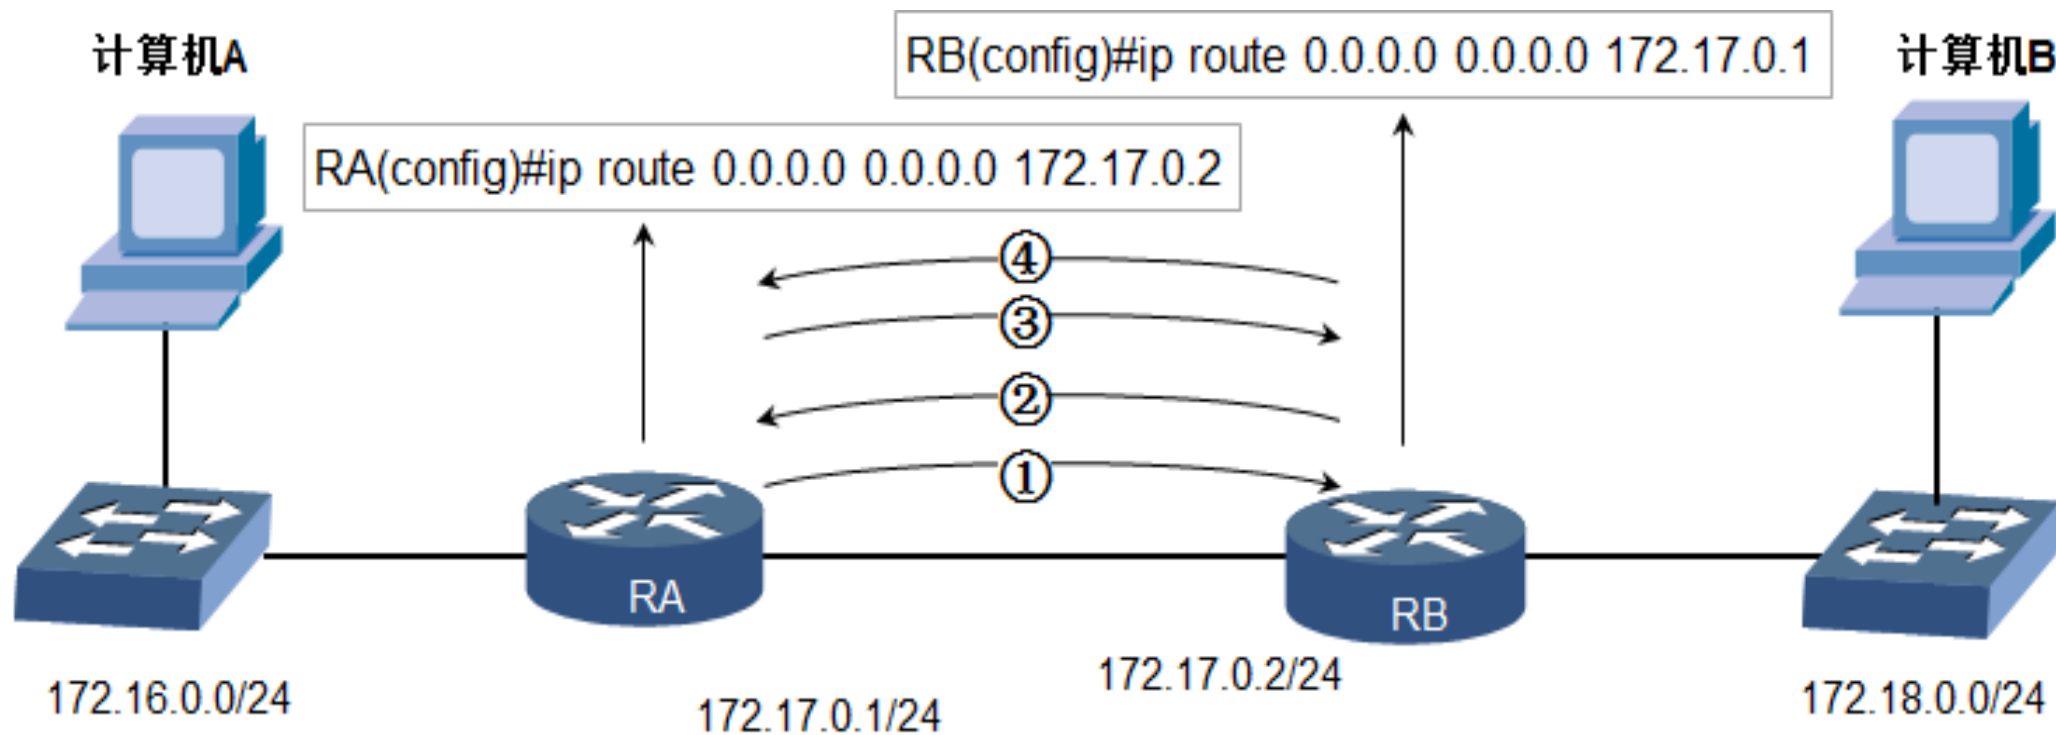 计算机A
RB(config)#ip route 0.0.0.0 0.0.0.0 172.17.0.1
计算机B
RA(config)#ip route 0.0.0.0 0.0.0.0 172.17.0.2
④
③
②
①
RA
RB
172.16.0.0/24
172.17.0.1/24
172.17.0.2/24
172.18.0.0/24